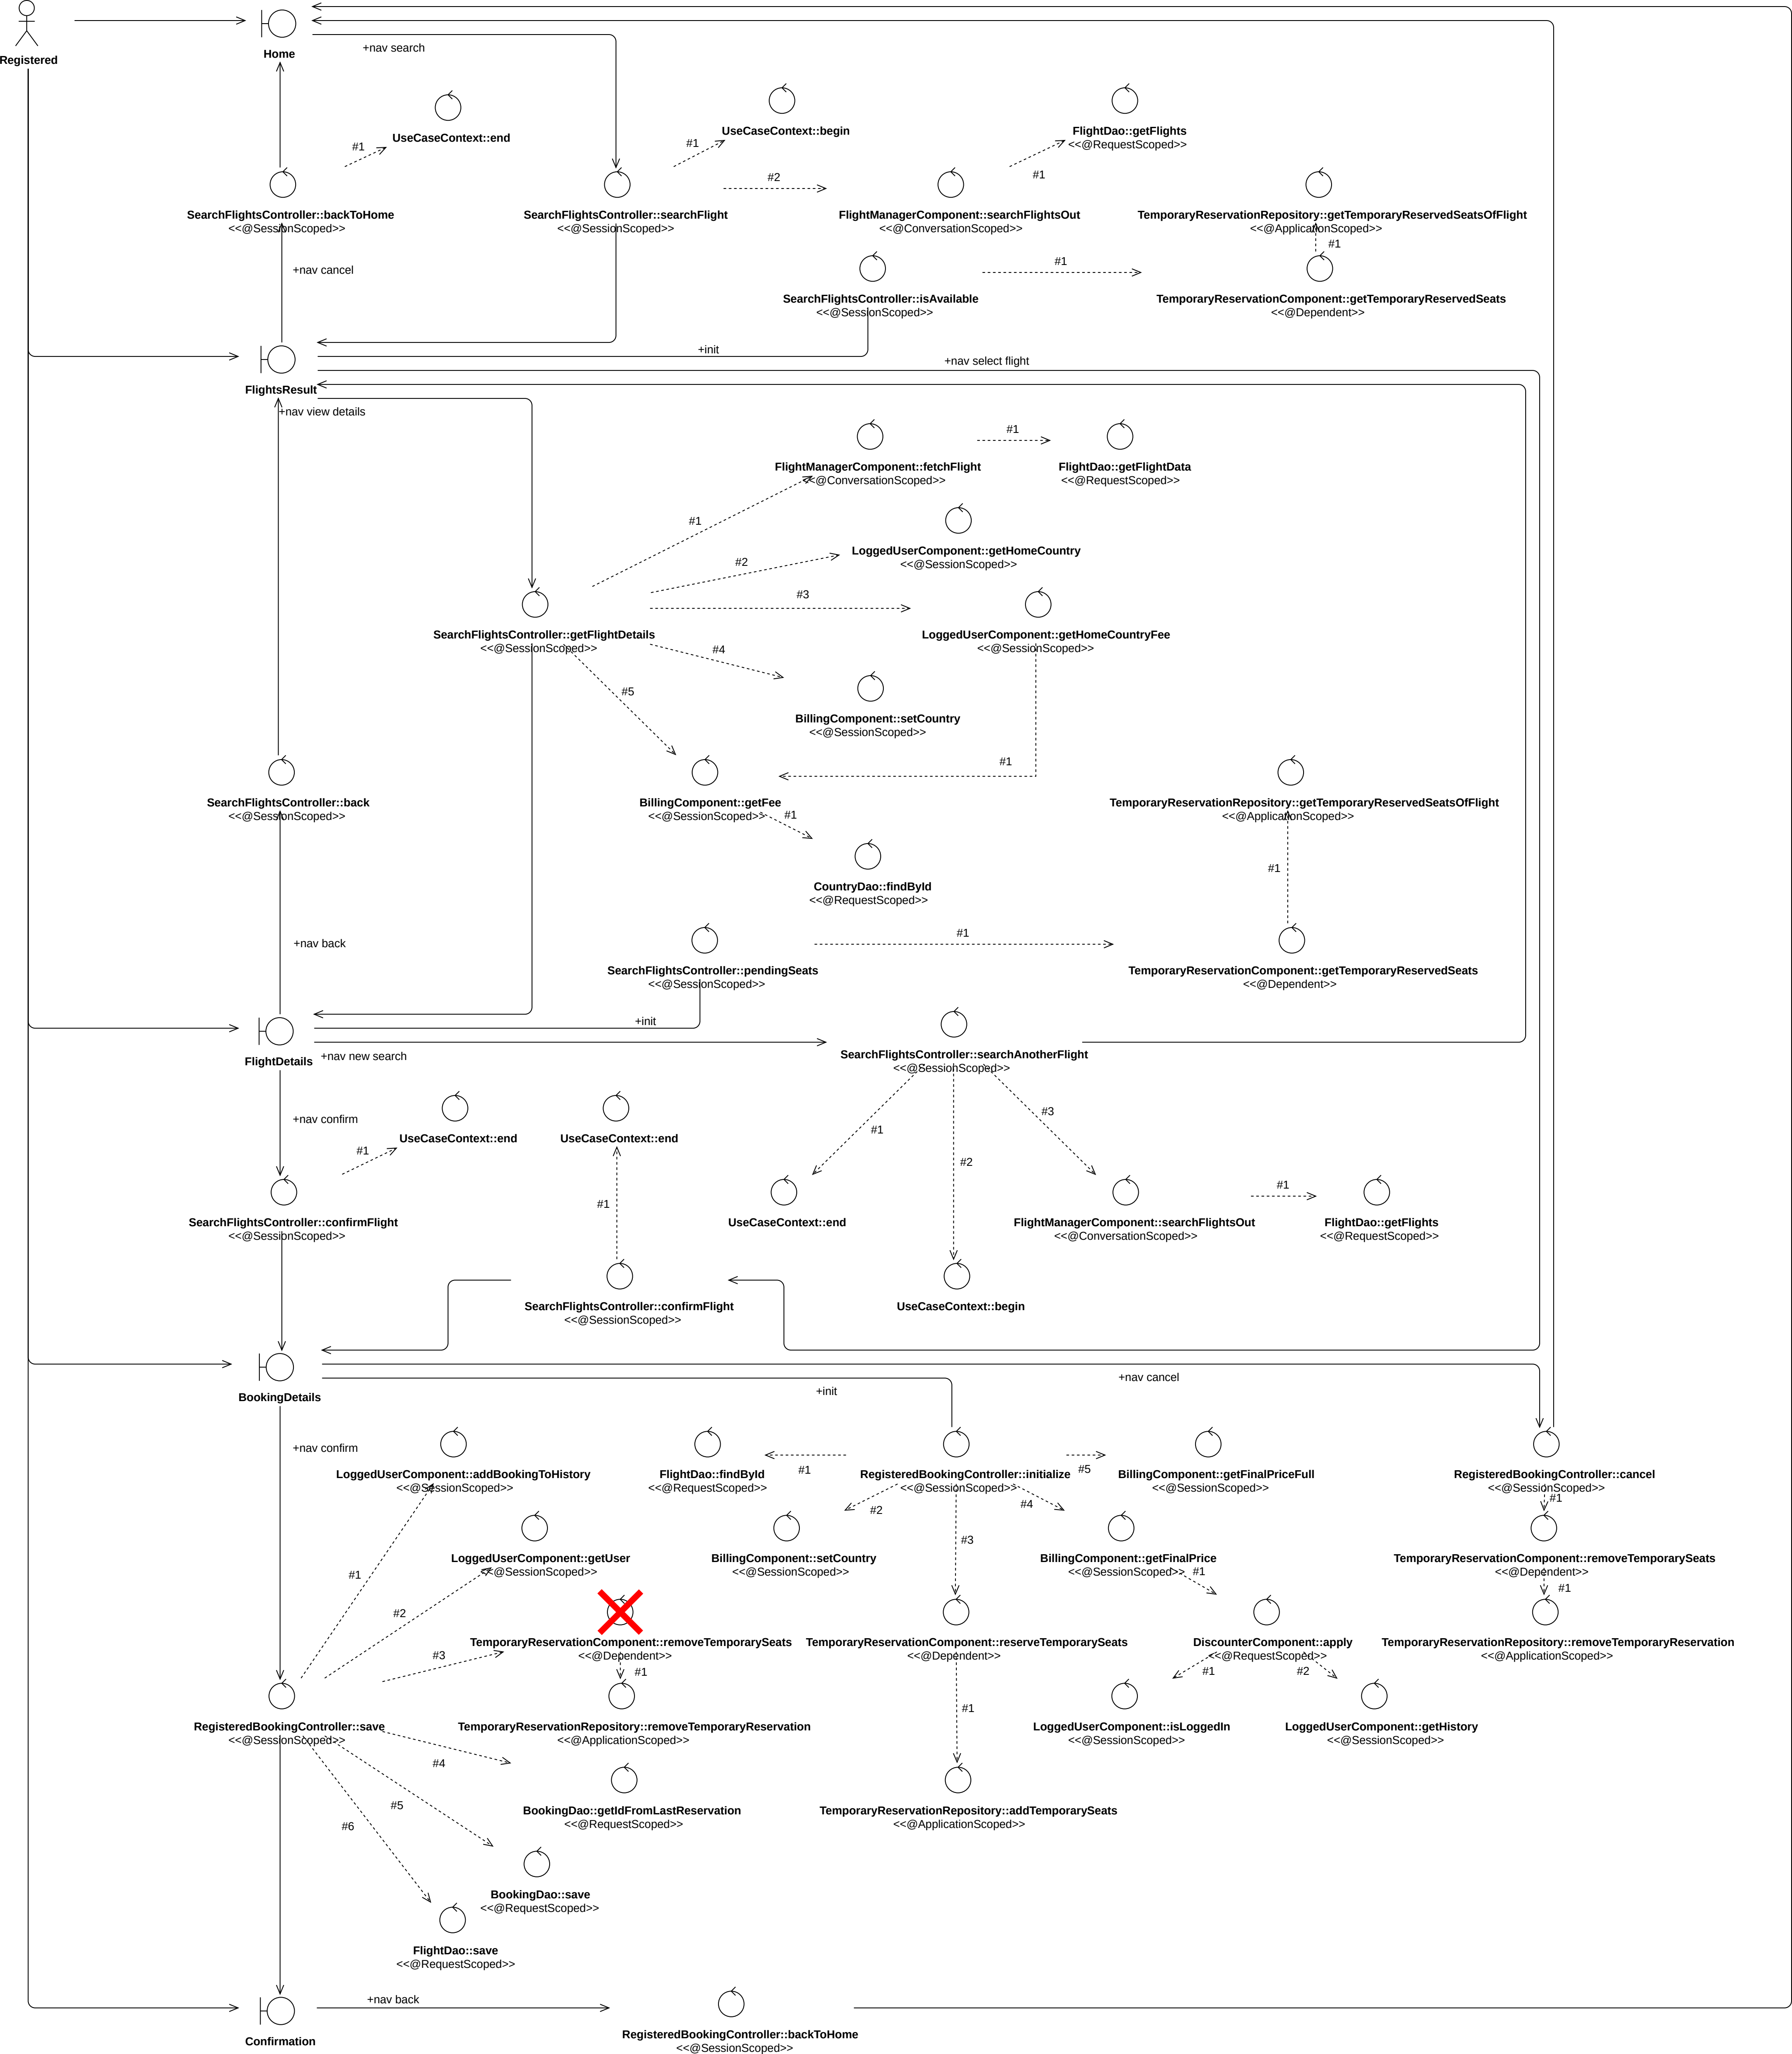 Registered
Home
+nav search
UseCaseContext::end
#1
UseCaseContext::begin
#1
FlightDao::getFlights
<<@RequestScoped>>
#1
#2
SearchFlightsController::backToHome
<<@SessionScoped>>
SearchFlightsController::searchFlight
<<@SessionScoped>>
FlightManagerComponent::searchFlightsOut
<<@ConversationScoped>>
TemporaryReservationRepository::getTemporaryReservedSeatsOfFlight
<<@ApplicationScoped>>
#1
+nav cancel
#1
SearchFlightsController::isAvailable
<<@SessionScoped>>
TemporaryReservationComponent::getTemporaryReservedSeats
<<@Dependent>>
+init
+nav select flight
FlightsResult
+nav view details
#1
FlightManagerComponent::fetchFlight
<<@ConversationScoped>>
FlightDao::getFlightData
<<@RequestScoped>>
#1
LoggedUserComponent::getHomeCountry
<<@SessionScoped>>
#2
#3
SearchFlightsController::getFlightDetails
<<@SessionScoped>>
LoggedUserComponent::getHomeCountryFee
<<@SessionScoped>>
#4
#5
BillingComponent::setCountry
<<@SessionScoped>>
#1
SearchFlightsController::back
<<@SessionScoped>>
BillingComponent::getFee
<<@SessionScoped>>
#1
TemporaryReservationRepository::getTemporaryReservedSeatsOfFlight
<<@ApplicationScoped>>
#1
CountryDao::findById
<<@RequestScoped>>
+nav back
#1
SearchFlightsController::pendingSeats
<<@SessionScoped>>
TemporaryReservationComponent::getTemporaryReservedSeats
<<@Dependent>>
+init
FlightDetails
+nav new search
SearchFlightsController::searchAnotherFlight
<<@SessionScoped>>
+nav confirm
#1
UseCaseContext::end
UseCaseContext::end
#1
#3
#2
#1
#1
SearchFlightsController::confirmFlight
<<@SessionScoped>>
UseCaseContext::end
FlightManagerComponent::searchFlightsOut
<<@ConversationScoped>>
FlightDao::getFlights
<<@RequestScoped>>
SearchFlightsController::confirmFlight
<<@SessionScoped>>
UseCaseContext::begin
BookingDetails
+init
+nav cancel
+nav confirm
LoggedUserComponent::addBookingToHistory
<<@SessionScoped>>
FlightDao::findById
<<@RequestScoped>>
#1
RegisteredBookingController::initialize
<<@SessionScoped>>
#5
BillingComponent::getFinalPriceFull
<<@SessionScoped>>
RegisteredBookingController::cancel
<<@SessionScoped>>
#1
#2
#4
#3
LoggedUserComponent::getUser
<<@SessionScoped>>
BillingComponent::setCountry
<<@SessionScoped>>
BillingComponent::getFinalPrice
<<@SessionScoped>>
#1
TemporaryReservationComponent::removeTemporarySeats
<<@Dependent>>
#1
#1
#2
#3
TemporaryReservationComponent::removeTemporarySeats
<<@Dependent>>
#1
TemporaryReservationComponent::reserveTemporarySeats
<<@Dependent>>
#1
DiscounterComponent::apply
<<@RequestScoped>>
#1
#2
TemporaryReservationRepository::removeTemporaryReservation
<<@ApplicationScoped>>
RegisteredBookingController::save
<<@SessionScoped>>
TemporaryReservationRepository::removeTemporaryReservation
<<@ApplicationScoped>>
LoggedUserComponent::isLoggedIn
<<@SessionScoped>>
LoggedUserComponent::getHistory
<<@SessionScoped>>
#4
#5
#6
BookingDao::getIdFromLastReservation
<<@RequestScoped>>
TemporaryReservationRepository::addTemporarySeats
<<@ApplicationScoped>>
BookingDao::save
<<@RequestScoped>>
FlightDao::save
<<@RequestScoped>>
+nav back
Confirmation
RegisteredBookingController::backToHome
<<@SessionScoped>>